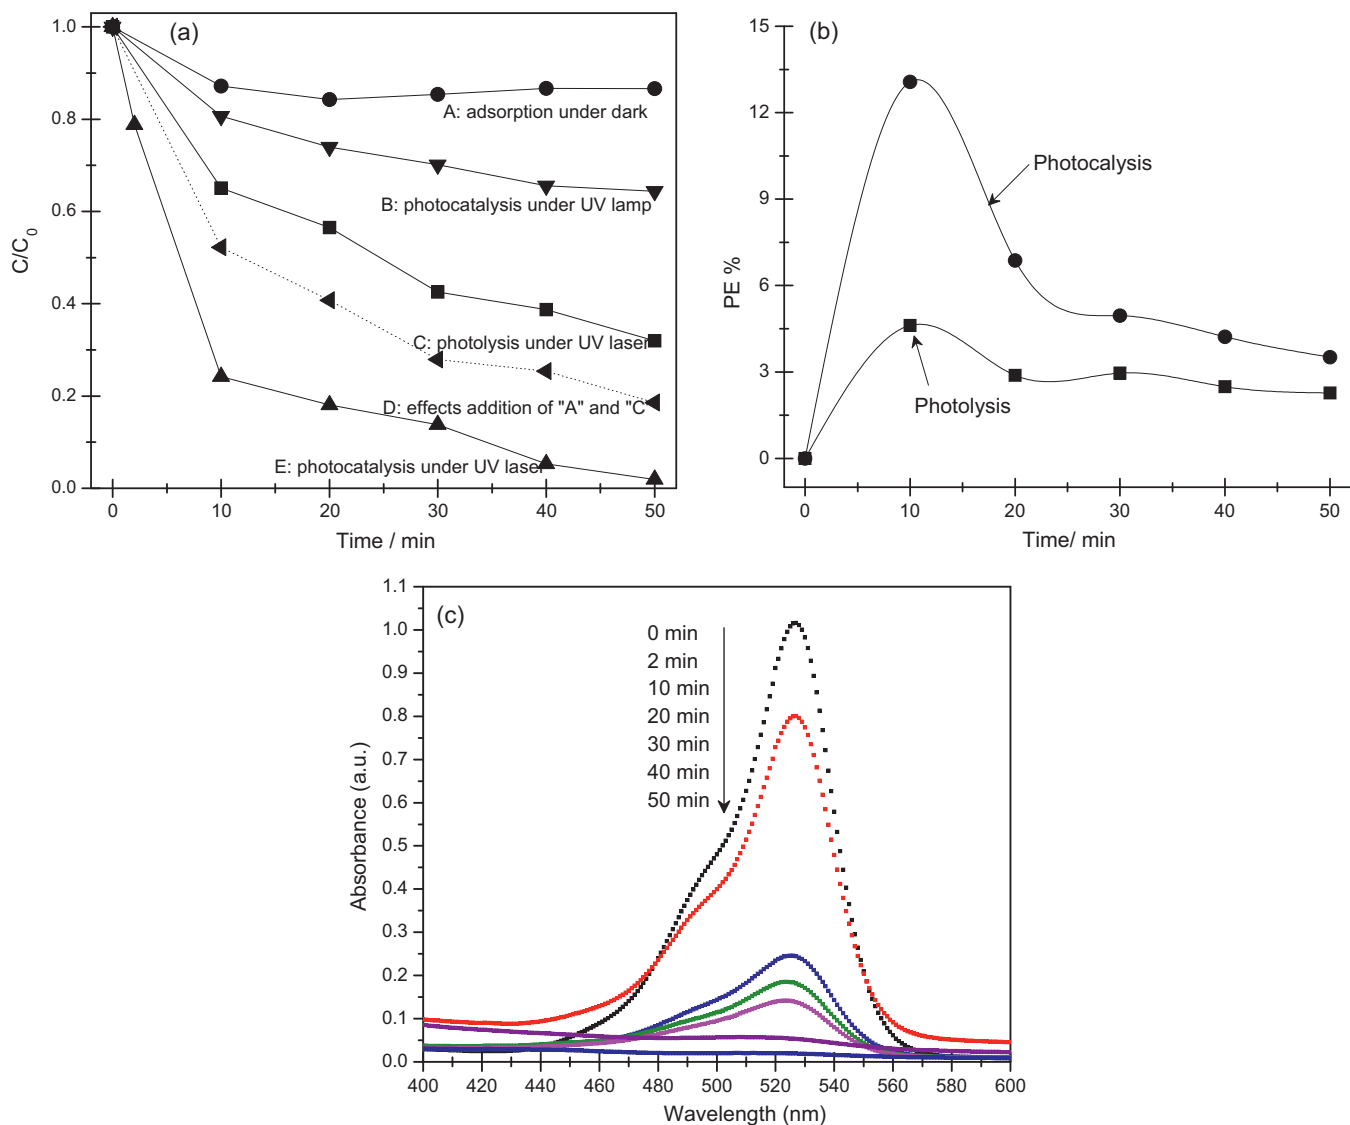 (a)
1.0
0.8
0.6
0.4
0.2
0.0
C/C0
A: adsorption under dark
B: photocatalysis under UV lamp
C: photolysis under UV laser
D: effects addition of "A" and "C"
E: photocatalysis under UV laser
0 10 20 30 40 50
Time / min
(b)
15
12
9
6
3
0
PE %
Photocalysis
Photolysis
0 10 20 30 40 50
Time/ min
(c)
1.1
1.0
0.9
0.8
0.7
0.6
0.5
0.4
0.3
0.2
0.1
0.0
Absorbance (a.u.)
0 min
2 min
10 min
20 min
30 min
40 min
50 min
400 420 440 460 480 500 520 540 560 580 600
Wavelength (nm)